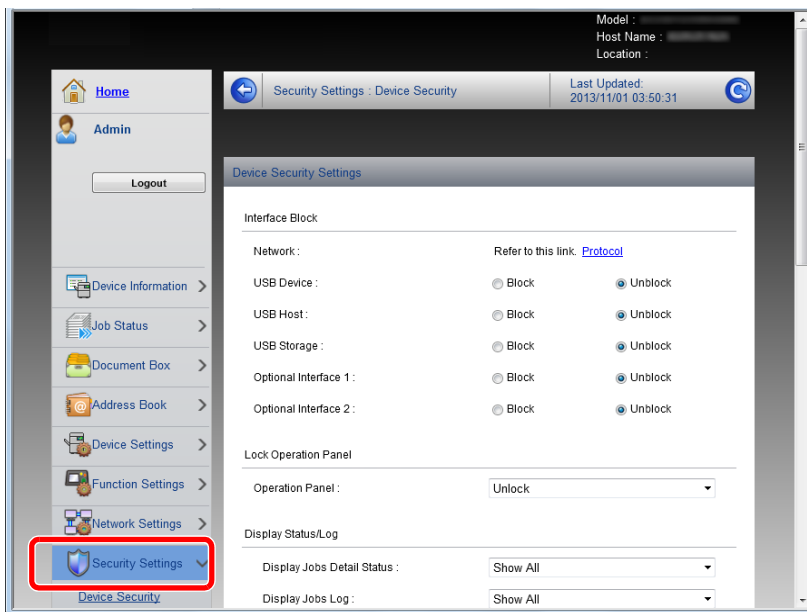 Model :
Host Name :
Location :
Home
Admin
Logout
Security Settings : Device Security
Last Updated:
2013/11/01 03:50:31
Device Information
Job Status
Document Box
Address Book
Device Settings
Function Settings
Network Settings
Security Settings
Device Security
Device Security Settings
Interface Block
Network : Refer to this link. Protocol
USB Device : Block Unblock
USB Host : Block Unblock
USB Storage : Block Unblock
Optional Interface 1 : Block Unblock
Optional Interface 2 : Block Unblock
Lock Operation Panel
Operation Panel : Unlock
Display Status/Log
Display Jobs Detail Status : Show All
Display Jobs Log : Show All